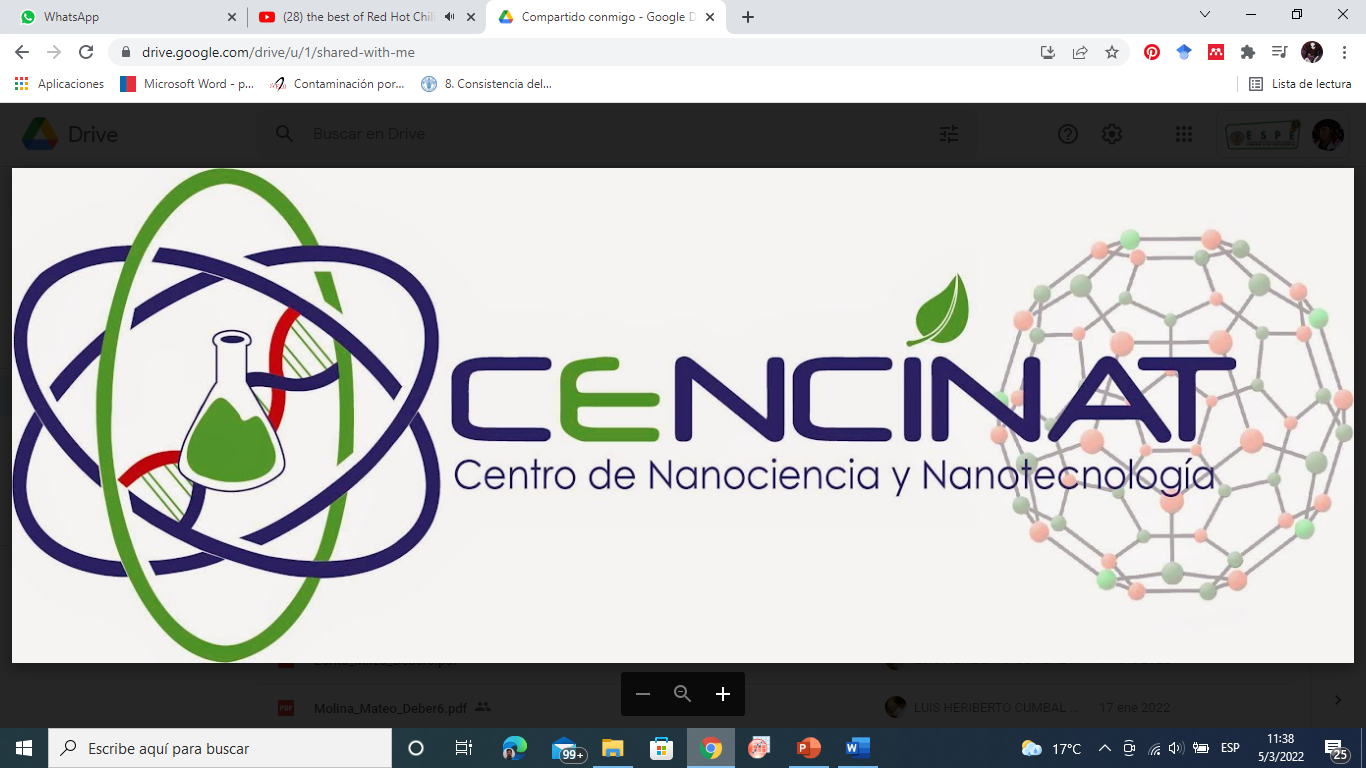 WhatsApp
(28) the best of Red Hot Chil
Compartido conmigo - Google D
drive.google.com/drive/u/1/shared-with-me
Aplicaciones
Microsoft Word - p...
Contaminación por...
8. Consistencia del...
Lista de lectura
Drive
Buscar en Drive
ESPE
CENCINAT
Centro de Nanociencia y Nanotecnología
PDF
Molina_Mateo_Deber6.pdf
LUIS HERIBERTO CUMBAL ...
17 ene 2022
Escribe aquí para buscar
99+
17°C
ESP
11:38
5/3/2022
25